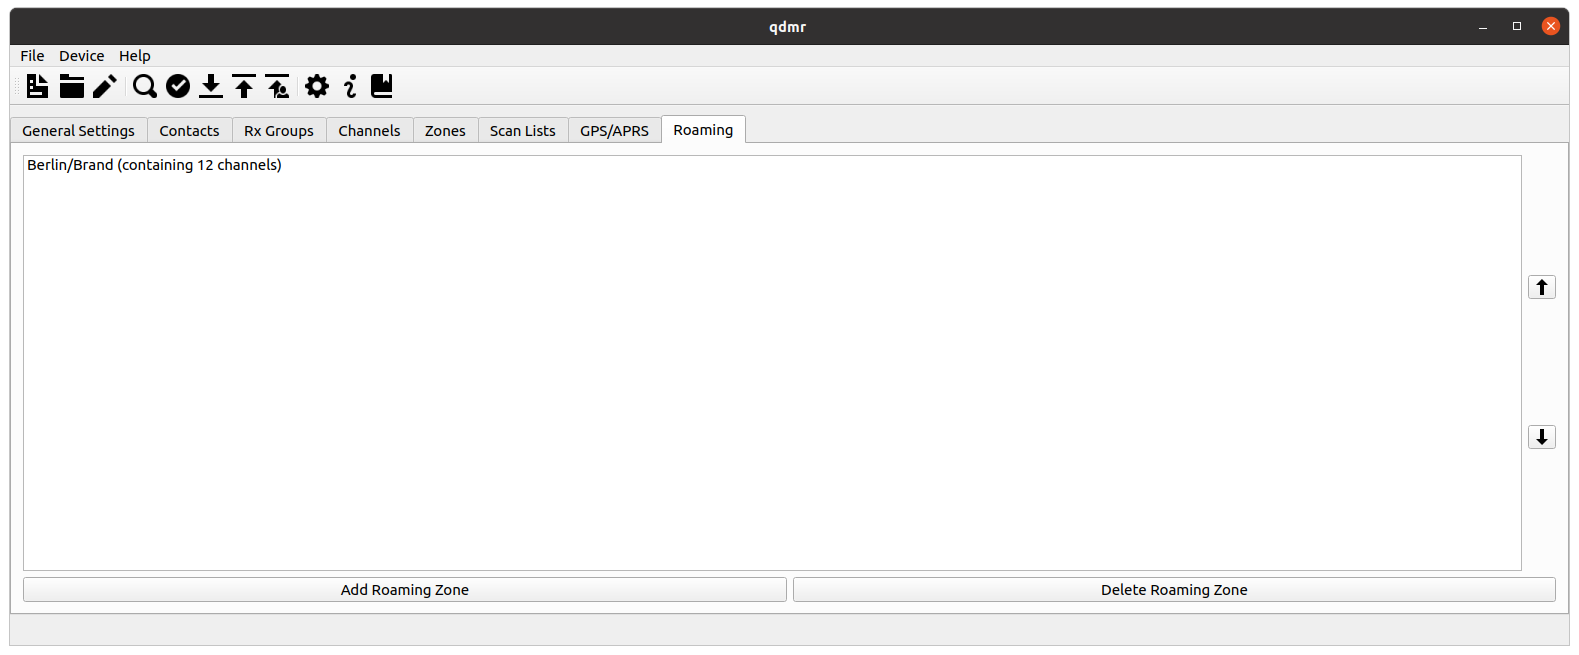 qdmr
File Device Help
General Settings Contacts Rx Groups Channels Zones Scan Lists GPS/APRS Roaming
Berlin/Brand (containing 12 channels)
Add Roaming Zone Delete Roaming Zone